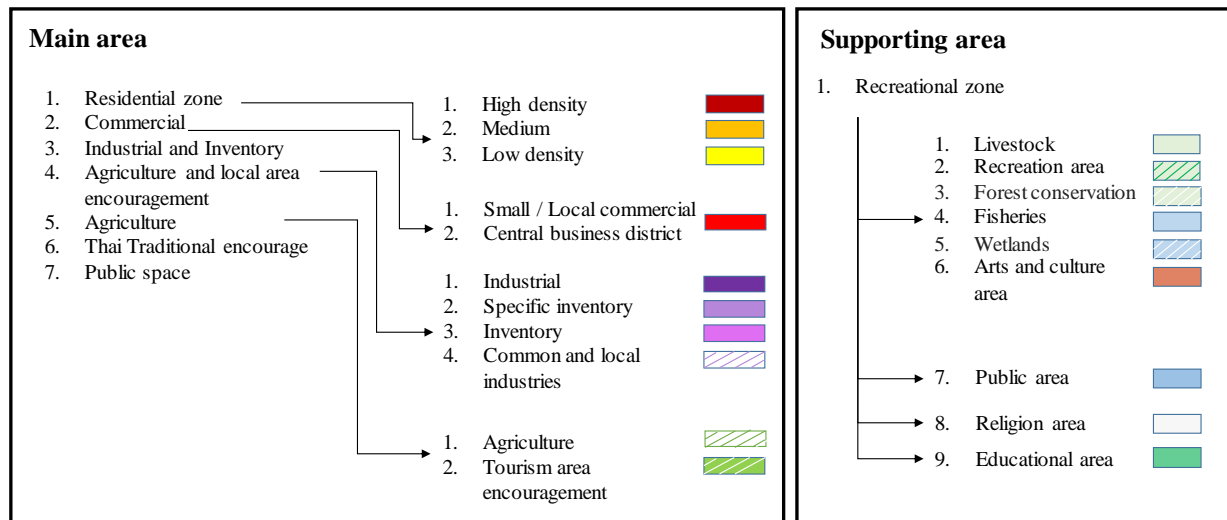 Main area
1. Residential zone
2. Commercial
3. Industrial and Inventory
4. Agriculture and local area
encouragement
5. Agriculture
6. Thai Traditional encourage
7. Public space
1. High density
2. Medium
3. Low density
1. Small / Local commercial
2. Central business district
1. Industrial
2. Specific inventory
3. Inventory
4. Common and local
industries
1. Agriculture
2. Tourism area
encouragement
Supporting area
1. Recreational zone
1. Livestock
2. Recreation area
3. Forest conservation
4. Fisheries
5. Wetlands
6. Arts and culture
area
7. Public area
8. Religion area
9. Educational area